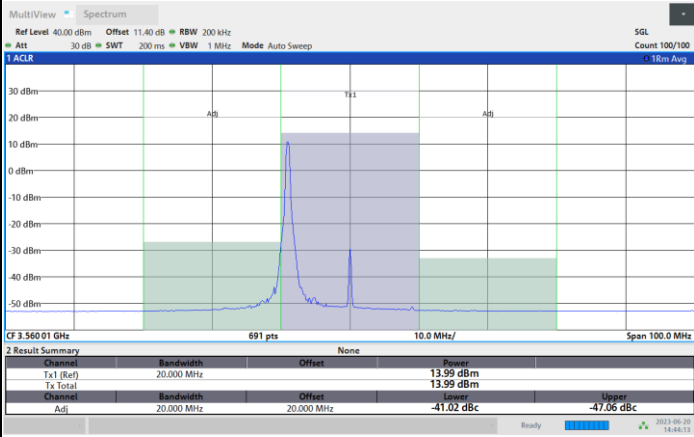 MultiView Spectrum
Ref Level 40.00 dBm Offset 11.40 dB RBW 200 kHz SGL
Att 30 dB SWT 200 ms VBW 1 MHz Mode Auto Sweep Count 100/100
1 ACLR 1Rm Avg
30 dBm
Tx1
20 dBm
Adj Adj
10 dBm
0 dBm
-10 dBm
-20 dBm
-30 dBm
-40 dBm
-50 dBm
CF 3.560 01 GHz 691 pts 10.0 MHz/ Span 100.0 MHz
2 Result Summary None
Channel Bandwidth Offset Power
Tx1 (Ref) 20.000 MHz 13.99 dBm
Tx Total 13.99 dBm
Channel Bandwidth Offset Lower Upper
Adj 20.000 MHz 20.000 MHz -41.02 dBc -47.06 dBc
Ready 2023-06-20
14:44:13